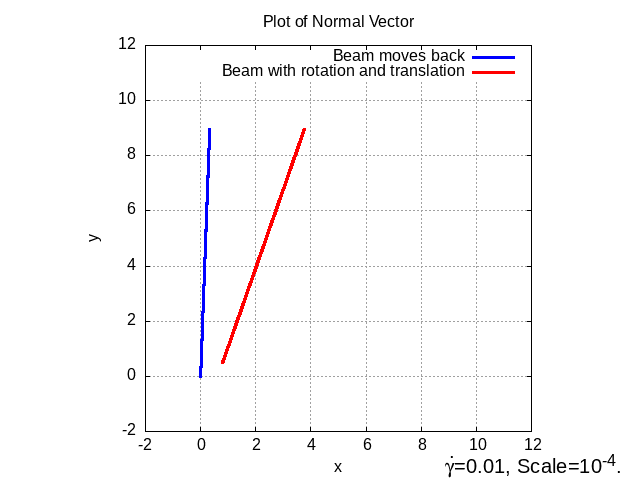 Plot of Normal Vector
12
10
8
6
4
2
0
-2
-2 0 2 4 6 8 10 12
y
x
Beam moves back
Beam with rotation and translation
γ̇=0.01, Scale=10⁻⁴.